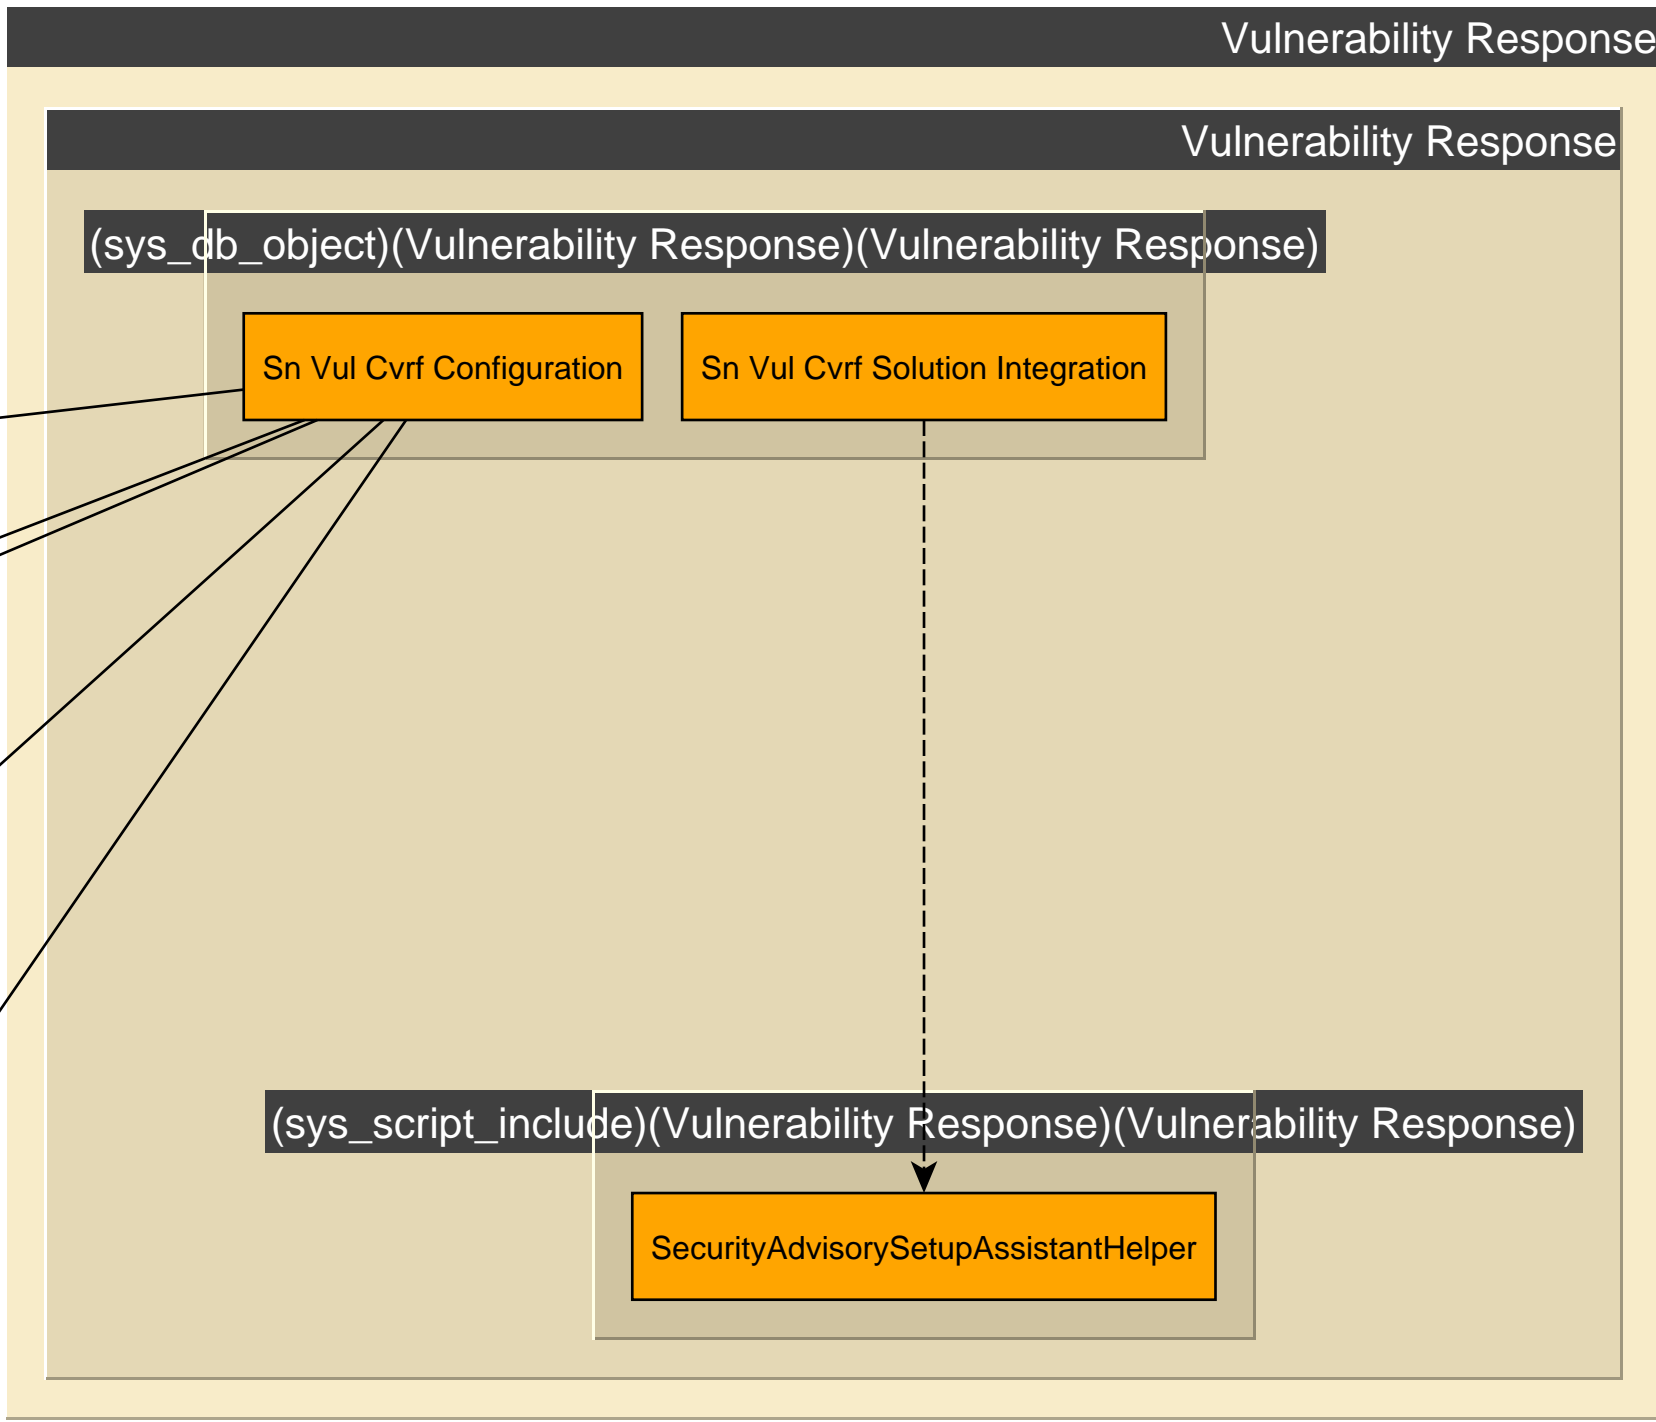 Vulnerability Response
Vulnerability Response
(sys_db_object)(Vulnerability Response)(Vulnerability Response)
Sn Vul Cvrf Configuration
Sn Vul Cvrf Solution Integration
(sys_script_include)(Vulnerability Response)(Vulnerability Response)
SecurityAdvisorySetupAssistantHelper